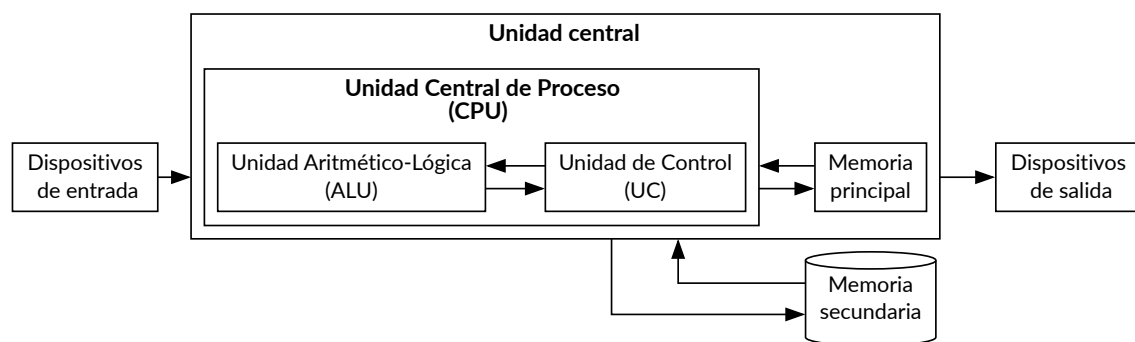 Unidad central
Unidad Central de Proceso
(CPU)
Dispositivos
de entrada
Unidad Aritmético-Lógica
(ALU)
Unidad de Control
(UC)
Memoria
principal
Dispositivos
de salida
Memoria
secundaria